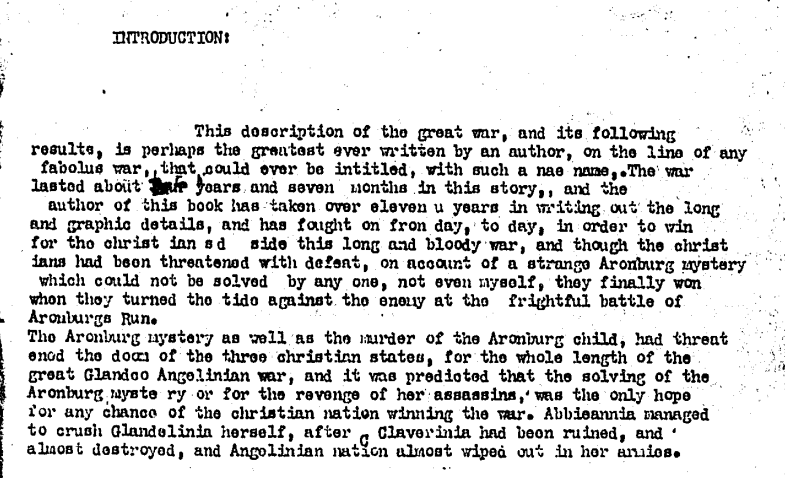 INTRODUCTION:
This description of the great war, and its following
results, is perhaps the greatest ever written by an author, on the line of any
fabolus war,,that could ever be intitled, with such a nae name,.The war
lasted about years and seven months in this story,, and the
author of this book has taken over eleven u years in writing out the long
and graphic details, and has fought on fron day, to day, in order to win
for the christ ian s d side this long and bloody war, and though the christ
ians had been threatened with defeat, on account of a strange Aronburg mystery
which could not be solved by any one, not even myself, they finally won
when they turned the tide against the enemy at the frightful battle of
Aronburgs Run.
The Aronburg mystery as well as the murder of the Aronburg child, had threat
ened the doom of the three christian states, for the whole length of the
great Glandco Angelinian war, and it was predicted that the solving of the
Aronburg myste ry or for the revenge of her assassins, was the only hope
for any chance of the christian nation winning the war. Abbieannia managed
to crush Glandelinia herself, after Claverinia had been ruined, and
almost destroyed, and Angelinian nation almost wiped out in her armies.